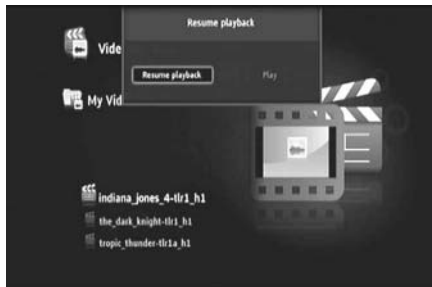 Resume playback
Vide
Resume playback Play
My Vid
indiana_jones_4-tlr1_h1
the_dark_knight-tlr1_h1
tropic_thunder-tlr1a_h1